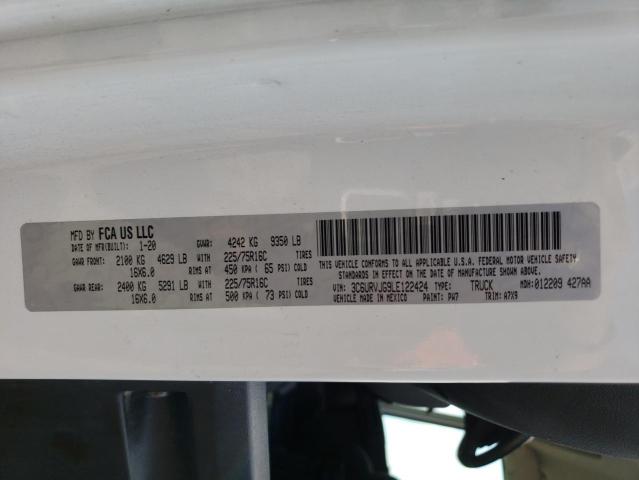 MFD BY FCA US LLC
DATE OF MFR(BUILT): 1-20 GVWR: 4242 KG 9350 LB
GAWR FRONT: 2100 KG 4629 LB WITH 225/75R16C TIRES
16X6.0 RIMS AT 450 KPA ( 65 PSI) COLD
GAWR REAR: 2400 KG 5291 LB WITH 225/75R16C TIRES
16X6.0 RIMS AT 500 KPA ( 73 PSI) COLD
THIS VEHICLE CONFORMS TO ALL APPLICABLE U.S.A. FEDERAL MOTOR VEHICLE SAFETY
STANDARDS IN EFFECT ON THE DATE OF MANUFACTURE SHOWN ABOVE.
VIN: 3C6URVJG9LE122424 TYPE: TRUCK MDH: 012209 427AA
VEHICLE MADE IN MEXICO PAINT: PW7 TRIM: A7X9